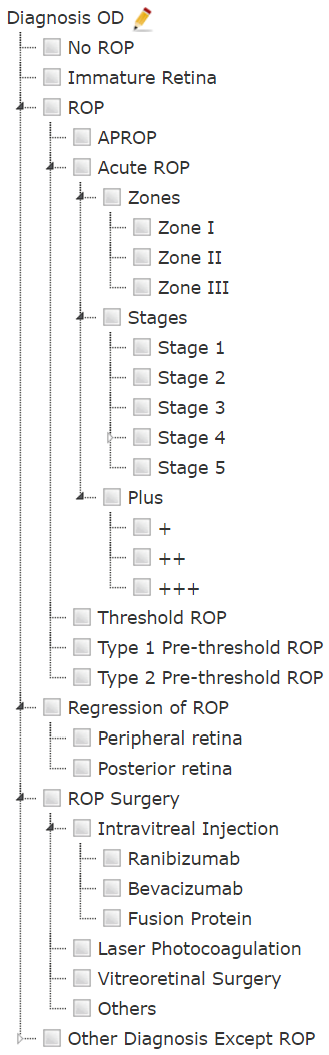 Diagnosis OD
No ROP
Immature Retina
ROP
APROP
Acute ROP
Zones
Zone I
Zone II
Zone III
Stages
Stage 1
Stage 2
Stage 3
Stage 4
Stage 5
Plus
+
++
+++
Threshold ROP
Type 1 Pre-threshold ROP
Type 2 Pre-threshold ROP
Regression of ROP
Peripheral retina
Posterior retina
ROP Surgery
Intravitreal Injection
Ranibizumab
Bevacizumab
Fusion Protein
Laser Photocoagulation
Vitreoretinal Surgery
Others
Other Diagnosis Except ROP